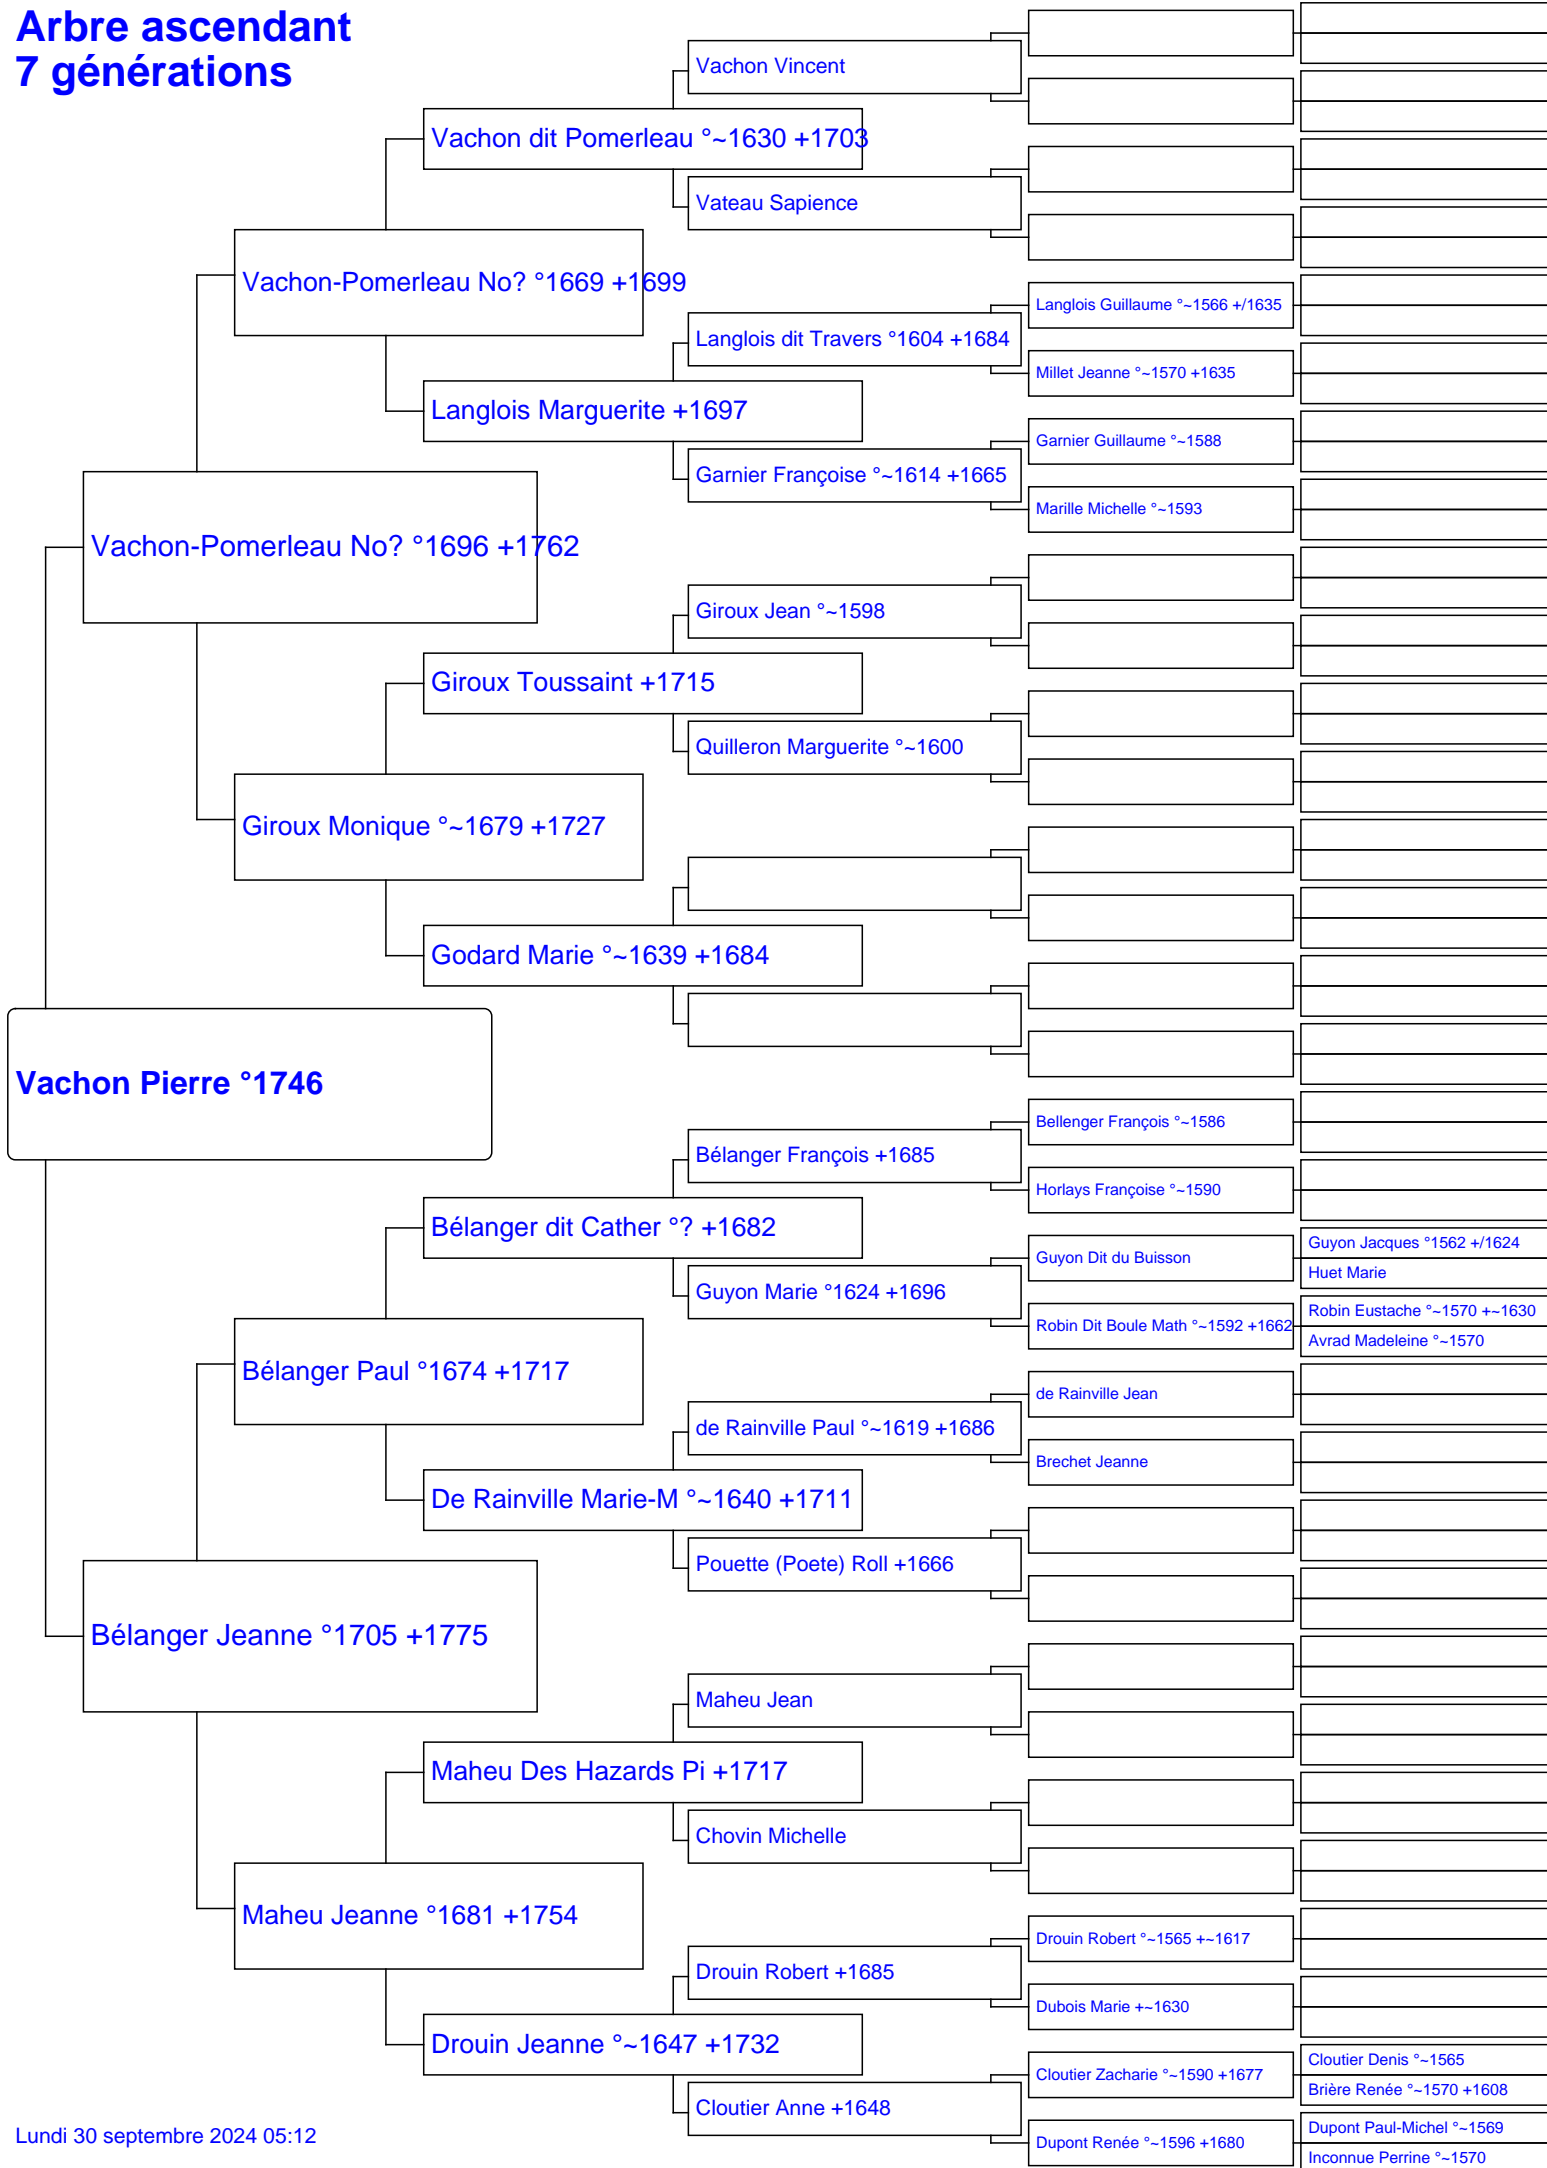 Arbre ascendant
7 générations
Vachon Vincent
Vachon dit Pomerleau °~1630 +1703
Vateau Sapience
Vachon-Pomerleau No? °1669 +1699
Langlois Guillaume °~1566 +/1635
Langlois dit Travers °1604 +1684
Millet Jeanne °~1570 +1635
Langlois Marguerite +1697
Garnier Guillaume °~1588
Garnier Françoise °~1614 +1665
Marille Michelle °~1593
Vachon-Pomerleau No? °1696 +1762
Giroux Jean °~1598
Giroux Toussaint +1715
Quilleron Marguerite °~1600
Giroux Monique °~1679 +1727
Godard Marie °~1639 +1684
Vachon Pierre °1746
Bellenger François °~1586
Bélanger François +1685
Horlays Françoise °~1590
Bélanger dit Cather °? +1682
Guyon Jacques °1562 +/1624
Guyon Dit du Buisson
Huet Marie
Guyon Marie °1624 +1696
Robin Eustache °~1570 +~1630
Robin Dit Boule Math °~1592 +1662
Avrad Madeleine °~1570
Bélanger Paul °1674 +1717
de Rainville Jean
de Rainville Paul °~1619 +1686
Brechet Jeanne
De Rainville Marie-M °~1640 +1711
Pouette (Poete) Roll +1666
Bélanger Jeanne °1705 +1775
Maheu Jean
Maheu Des Hazards Pi +1717
Chovin Michelle
Maheu Jeanne °1681 +1754
Drouin Robert °~1565 +~1617
Drouin Robert +1685
Dubois Marie +~1630
Drouin Jeanne °~1647 +1732
Cloutier Denis °~1565
Cloutier Zacharie °~1590 +1677
Brière Renée °~1570 +1608
Cloutier Anne +1648
Dupont Paul-Michel °~1569
Dupont Renée °~1596 +1680
Inconnue Perrine °~1570
Lundi 30 septembre 2024 05:12